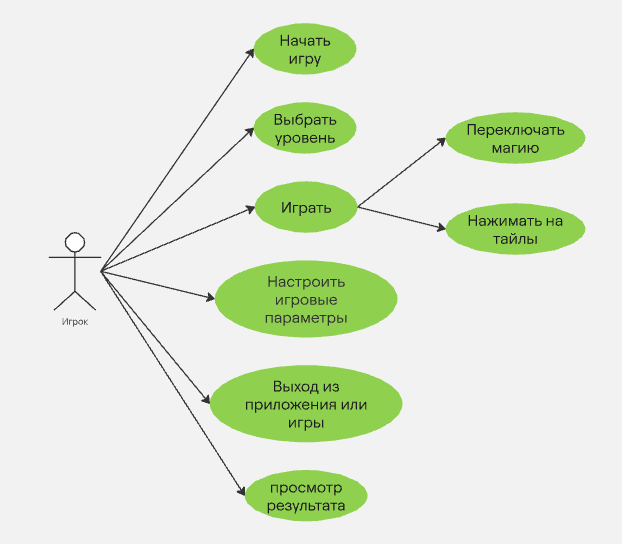 Начать
игру
Выбрать
уровень
Переключать
магию
Играть
Нажимать на
тайлы
Игрок
Настроить
игровые
параметры
Выход из
приложения или
игры
просмотр
результата